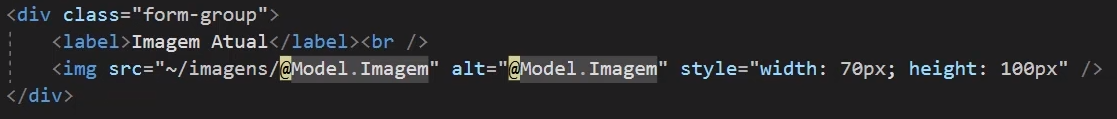 <div class="form-group">
<label>Imagem Atual</label><br />
<img src="~/imagens/@Model.Imagem" alt="@Model.Imagem" style="width: 70px; height: 100px" />
</div>